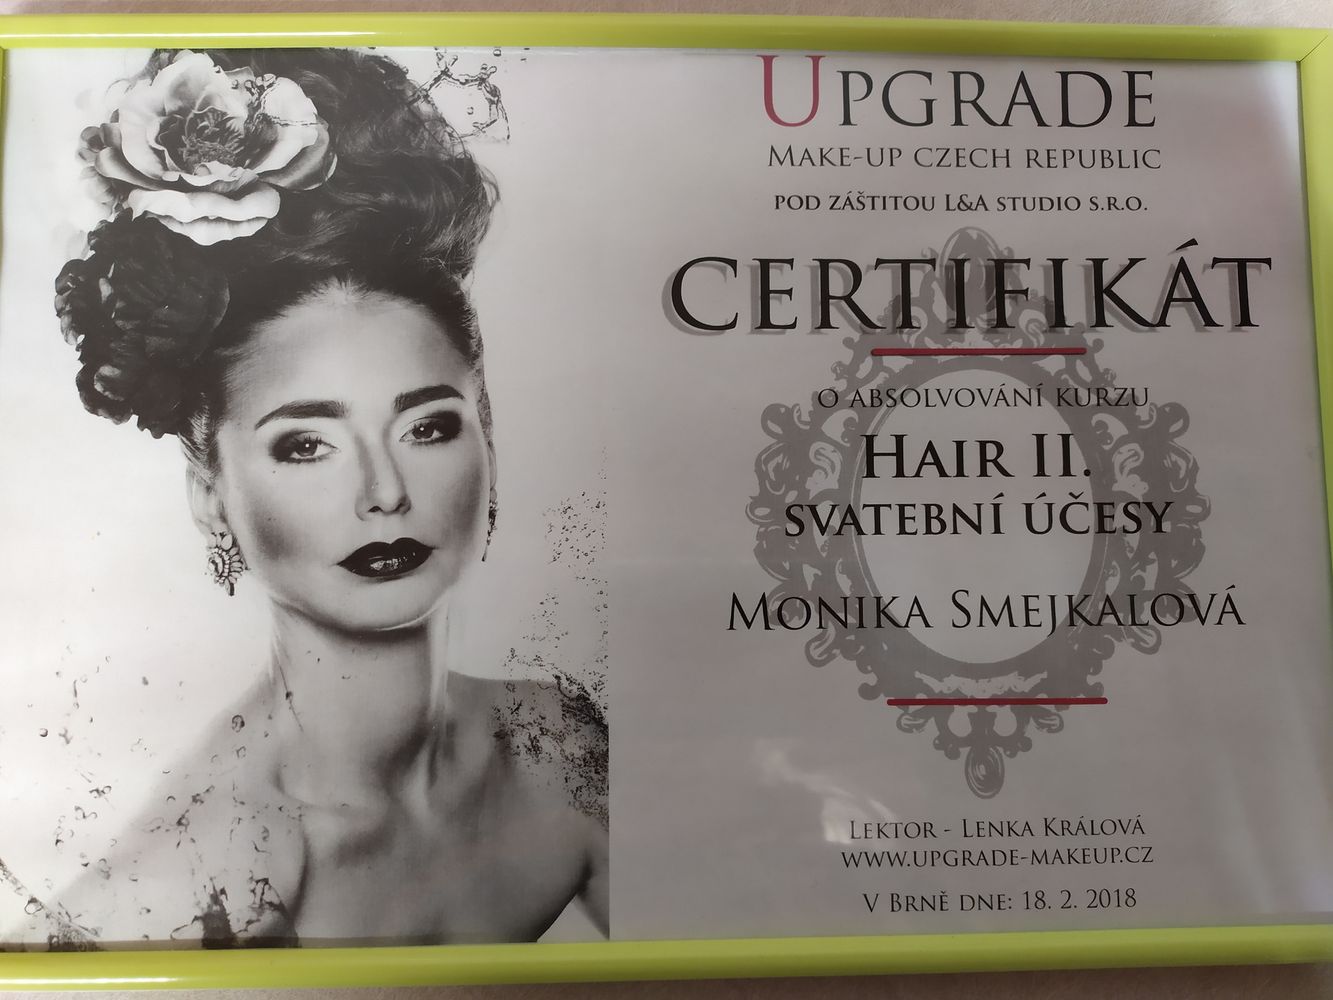 UPGRADE
MAKE-UP CZECH REPUBLIC
POD ZÁŠTITOU L&A STUDIO S.R.O.
CERTIFIKÁT
O ABSOLVOVÁNÍ KURZU
HAIR II.
SVATEBNÍ ÚČESY
MONIKA SMEJKALOVÁ
LEKTOR - LENKA KRÁLOVÁ
WWW.UPGRADE-MAKEUP.CZ
V BRNĚ DNE: 18. 2. 2018